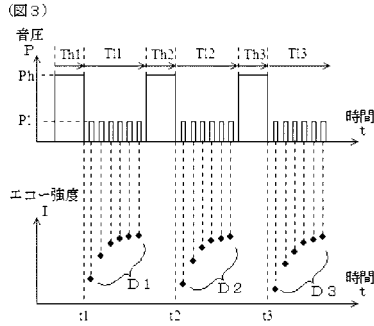 (図3)
音圧
P
Th1 Tl1 Th2 Tl2 Th3 Tl3
Ph
Pl
時間
t
エコー強度
I
D1 D2 D3
時間
t
t1 t2 t3